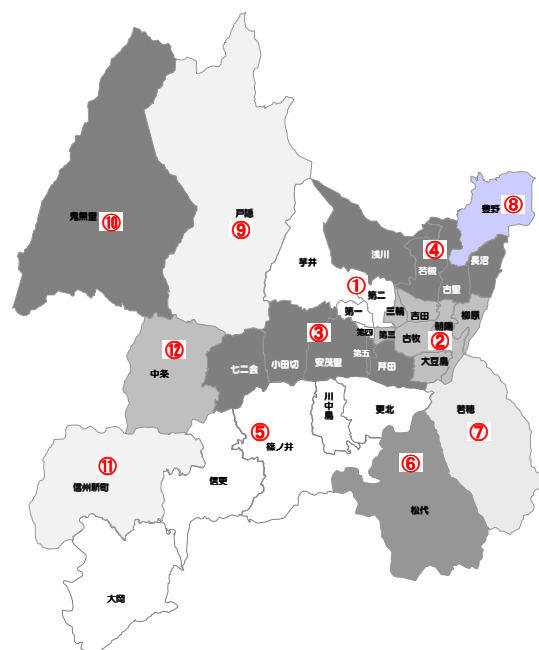 豊野
⑧
鬼無里
⑩
戸隠
⑨
浅川
④
若槻
長沼
芋井
①
第二
古里
第一
三輪
吉田
柳原
朝陽
③
第四
第三
古牧
②
⑫
中条
七二会
小田切
安茂里
第五
芹田
大豆島
川中島
更北
若穂
⑦
⑤
篠ノ井
⑪
信州新町
信更
⑥
松代
大岡